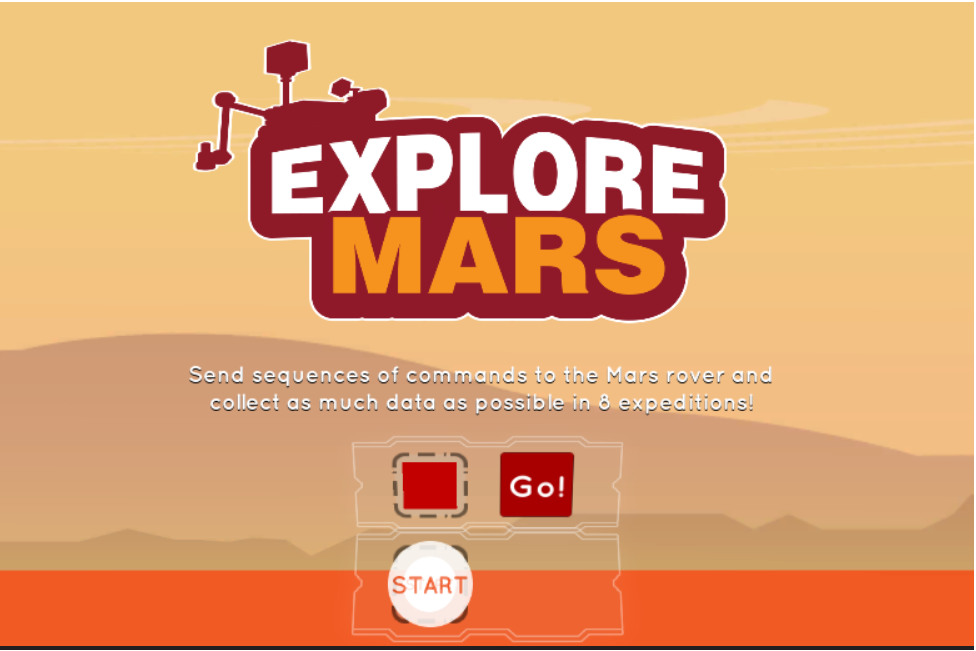 EXPLORE
MARS
Send sequences of commands to the Mars rover and
collect as much data as possible in 8 expeditions!
Go!
START